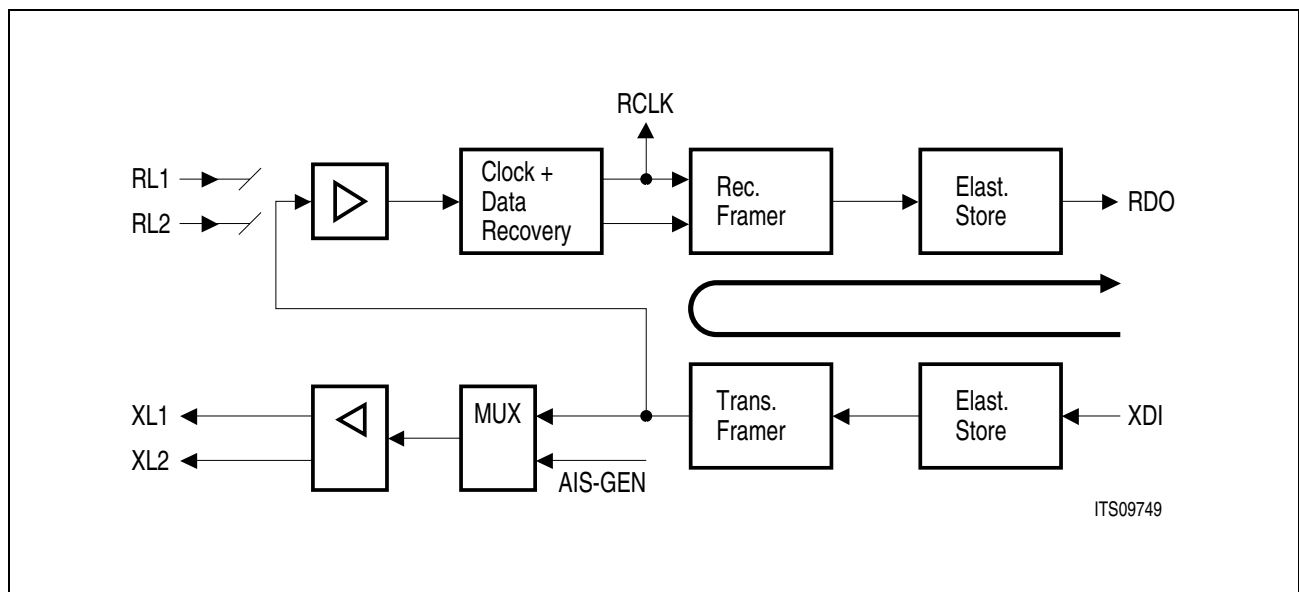 RCLK
RL1
RL2
Clock +
Data
Recovery
Rec.
Framer
Elast.
Store
RDO
XL1
XL2
MUX
AIS-GEN
Trans.
Framer
Elast.
Store
XDI
ITS09749